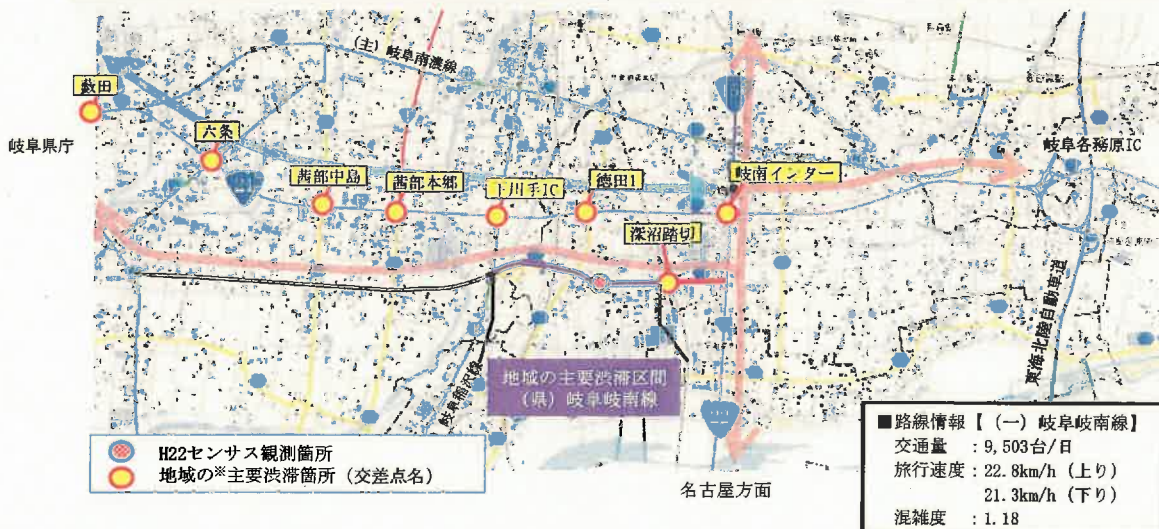 (主)岐阜南濃線
薮田
岐阜県庁
六条
茜部中島
茜部本郷
下川手IC
徳田1
岐南インター
岐阜各務原IC
深沼踏切
東海北陸自動車道
岐阜稲沢線
地域の主要渋滞区間
(県)岐阜岐南線
H22センサス観測箇所
地域の※主要渋滞箇所(交差点名)
名古屋方面
■路線情報【(一)岐阜岐南線】
交通量 :9,503台/日
旅行速度:22.8km/h(上り)
21.3km/h(下り)
混雑度 :1.18